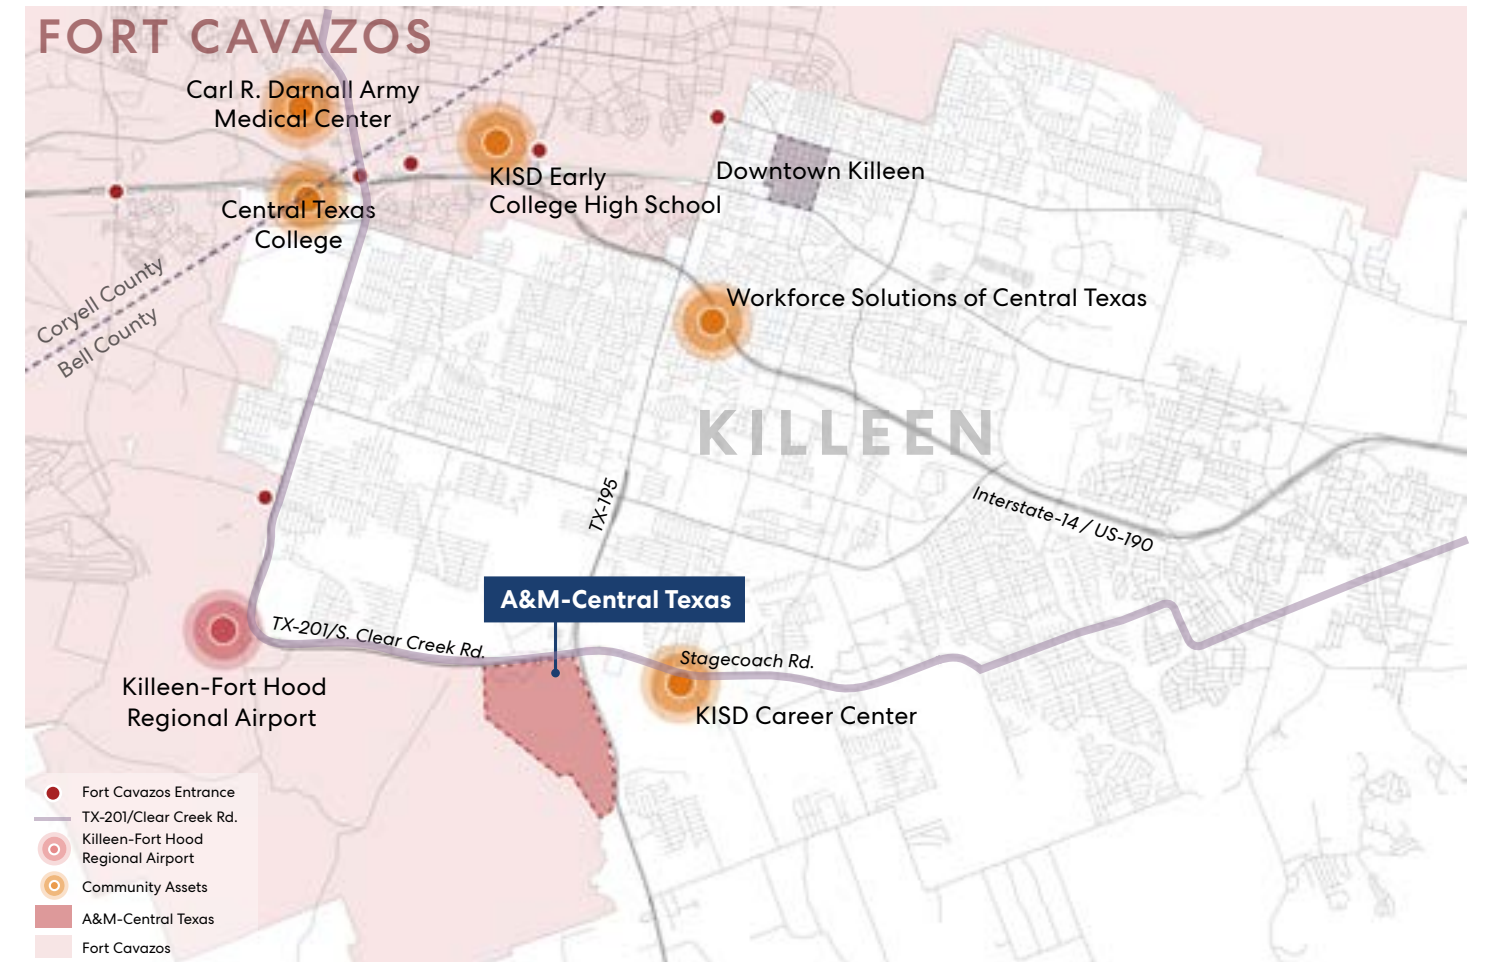 FORT CAVAZOS
Carl R. Darnall Army
Medical Center
KISD Early
College High School
Downtown Killeen
Central Texas
College
Coryell County
Bell County
Workforce Solutions of Central Texas
KILLEEN
TX-195
Interstate-14 / US-190
A&M-Central Texas
TX-201/S. Clear Creek Rd.
Stagecoach Rd.
Killeen-Fort Hood
Regional Airport
KISD Career Center
Fort Cavazos Entrance
TX-201/Clear Creek Rd.
Killeen-Fort Hood
Regional Airport
Community Assets
A&M-Central Texas
Fort Cavazos